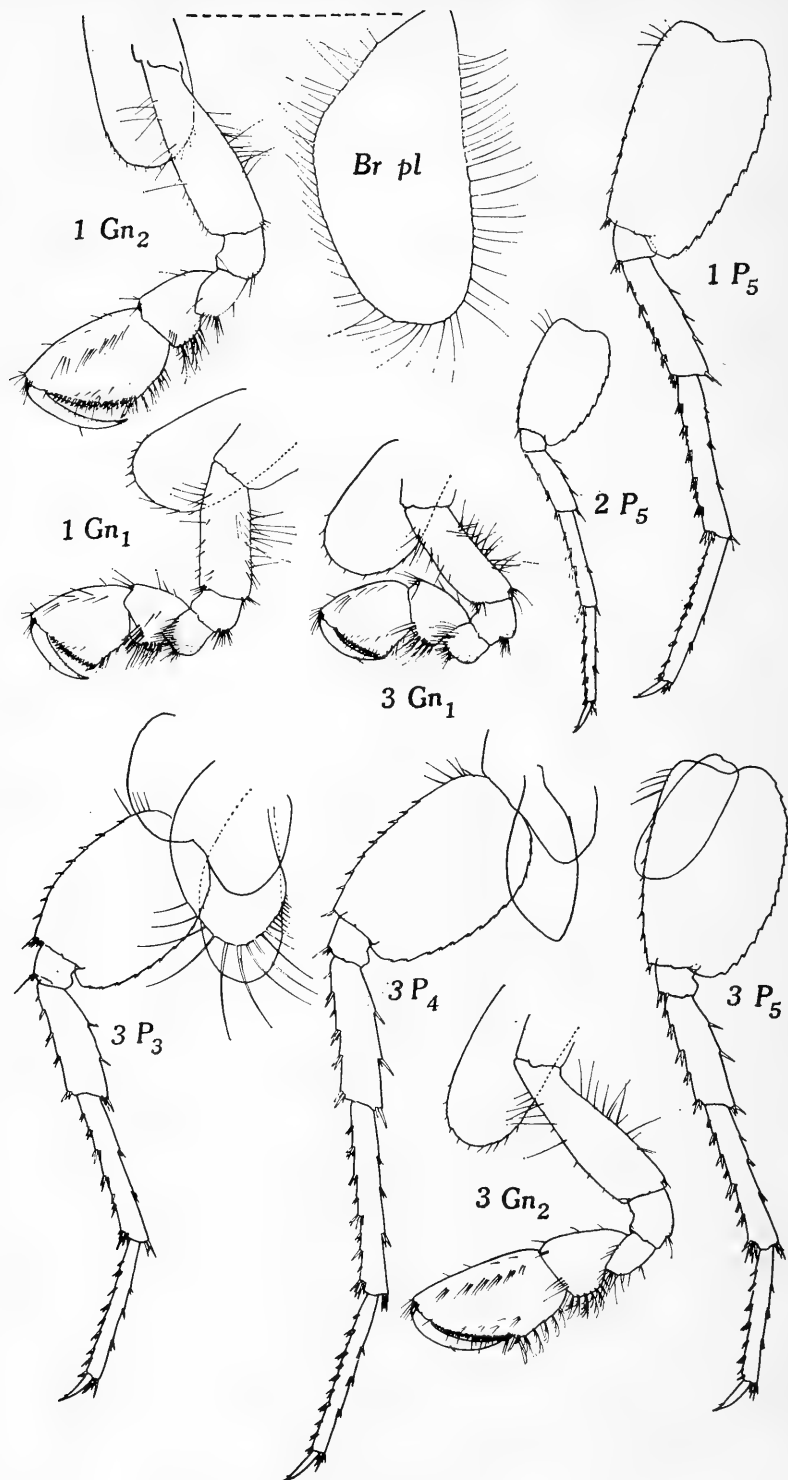 Br pl
1 Gn₂
1 P₅
2 P₅
1 Gn₁
3 Gn₁
3 P₃
3 P₄
3 P₅
3 Gn₂